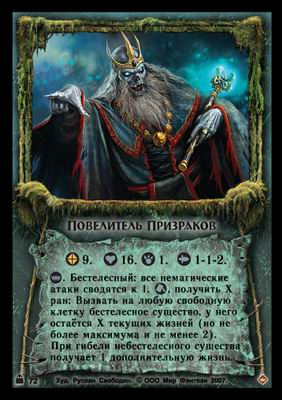 Повелитель Призраков
9. 16. 1. 1-1-2.
. Бестелесный: все немагические
атаки сводятся к 1. , получить X
ран: Вызвать на любую свободную
клетку бестелесное существо, у него
остаётся X текущих жизней (но не
более максимума и не менее 2).
При гибели небестелесного существа
получает 1 дополнительную жизнь.
72 Худ. Руслан Свободин. © ООО Мир Фэнтези 2007.